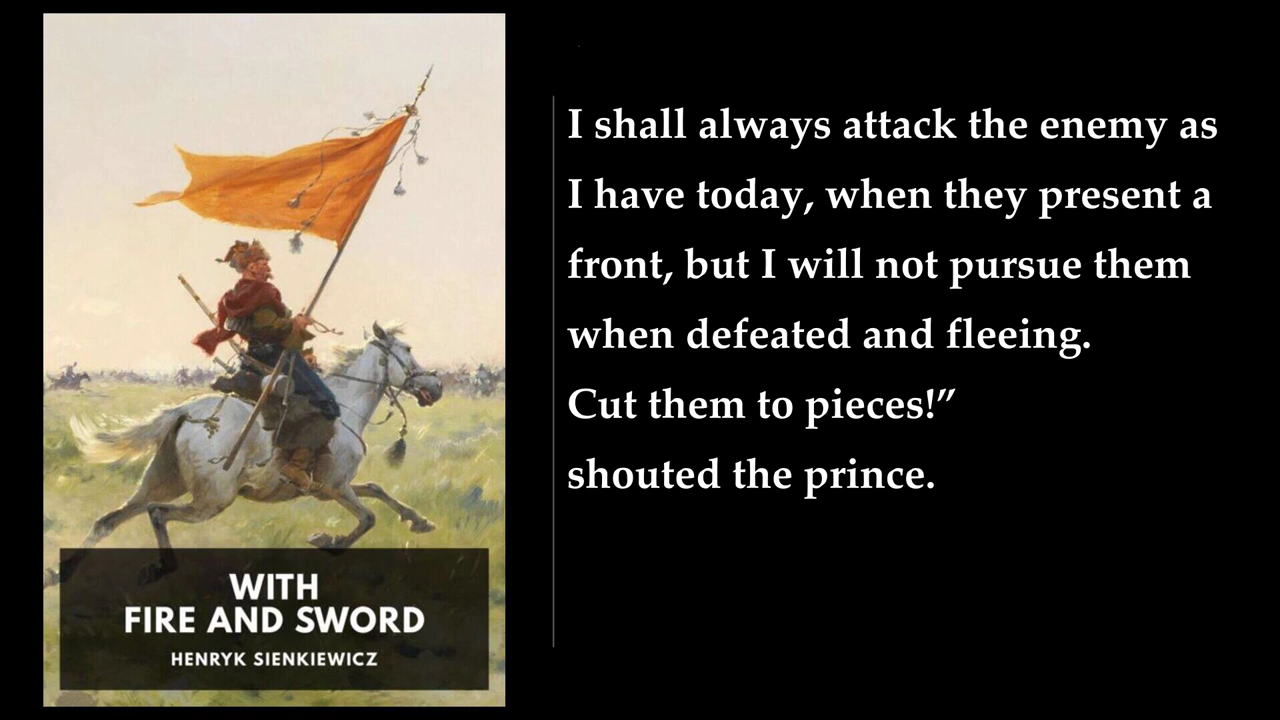 WITH
FIRE AND SWORD
HENRYK SIENKIEWICZ
I shall always attack the enemy as
I have today, when they present a
front, but I will not pursue them
when defeated and fleeing.
Cut them to pieces!”
shouted the prince.